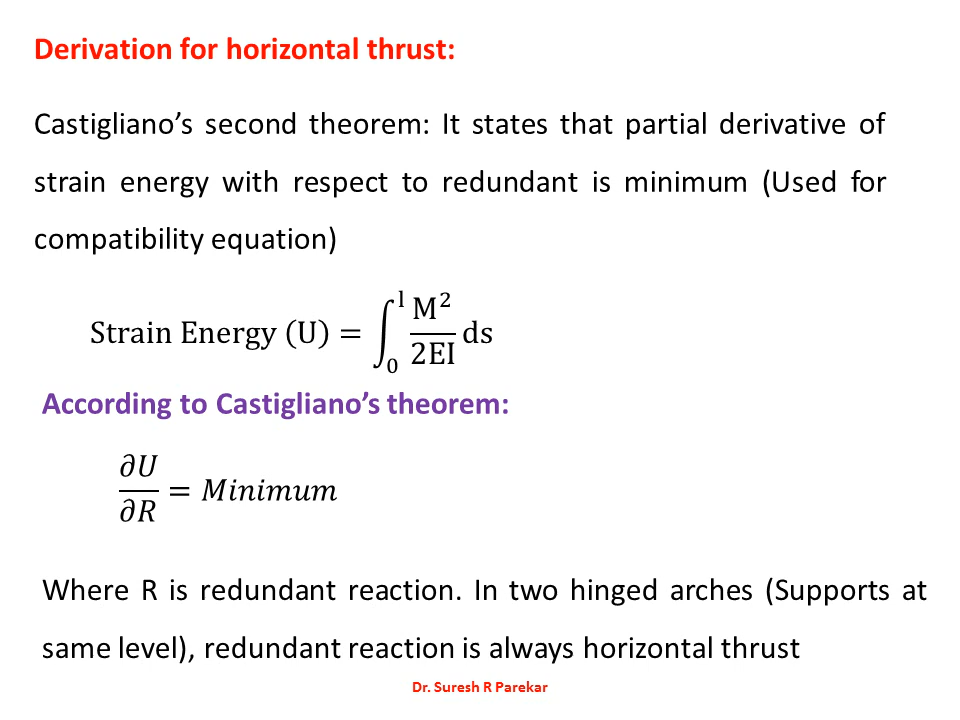 Derivation for horizontal thrust:
Castigliano’s second theorem: It states that partial derivative of
strain energy with respect to redundant is minimum (Used for
compatibility equation)
Strain Energy (U) = ∫₀ˡ M²/2EI ds
According to Castigliano’s theorem:
∂U/∂R = Minimum
Where R is redundant reaction. In two hinged arches (Supports at
same level), redundant reaction is always horizontal thrust
Dr. Suresh R Parekar